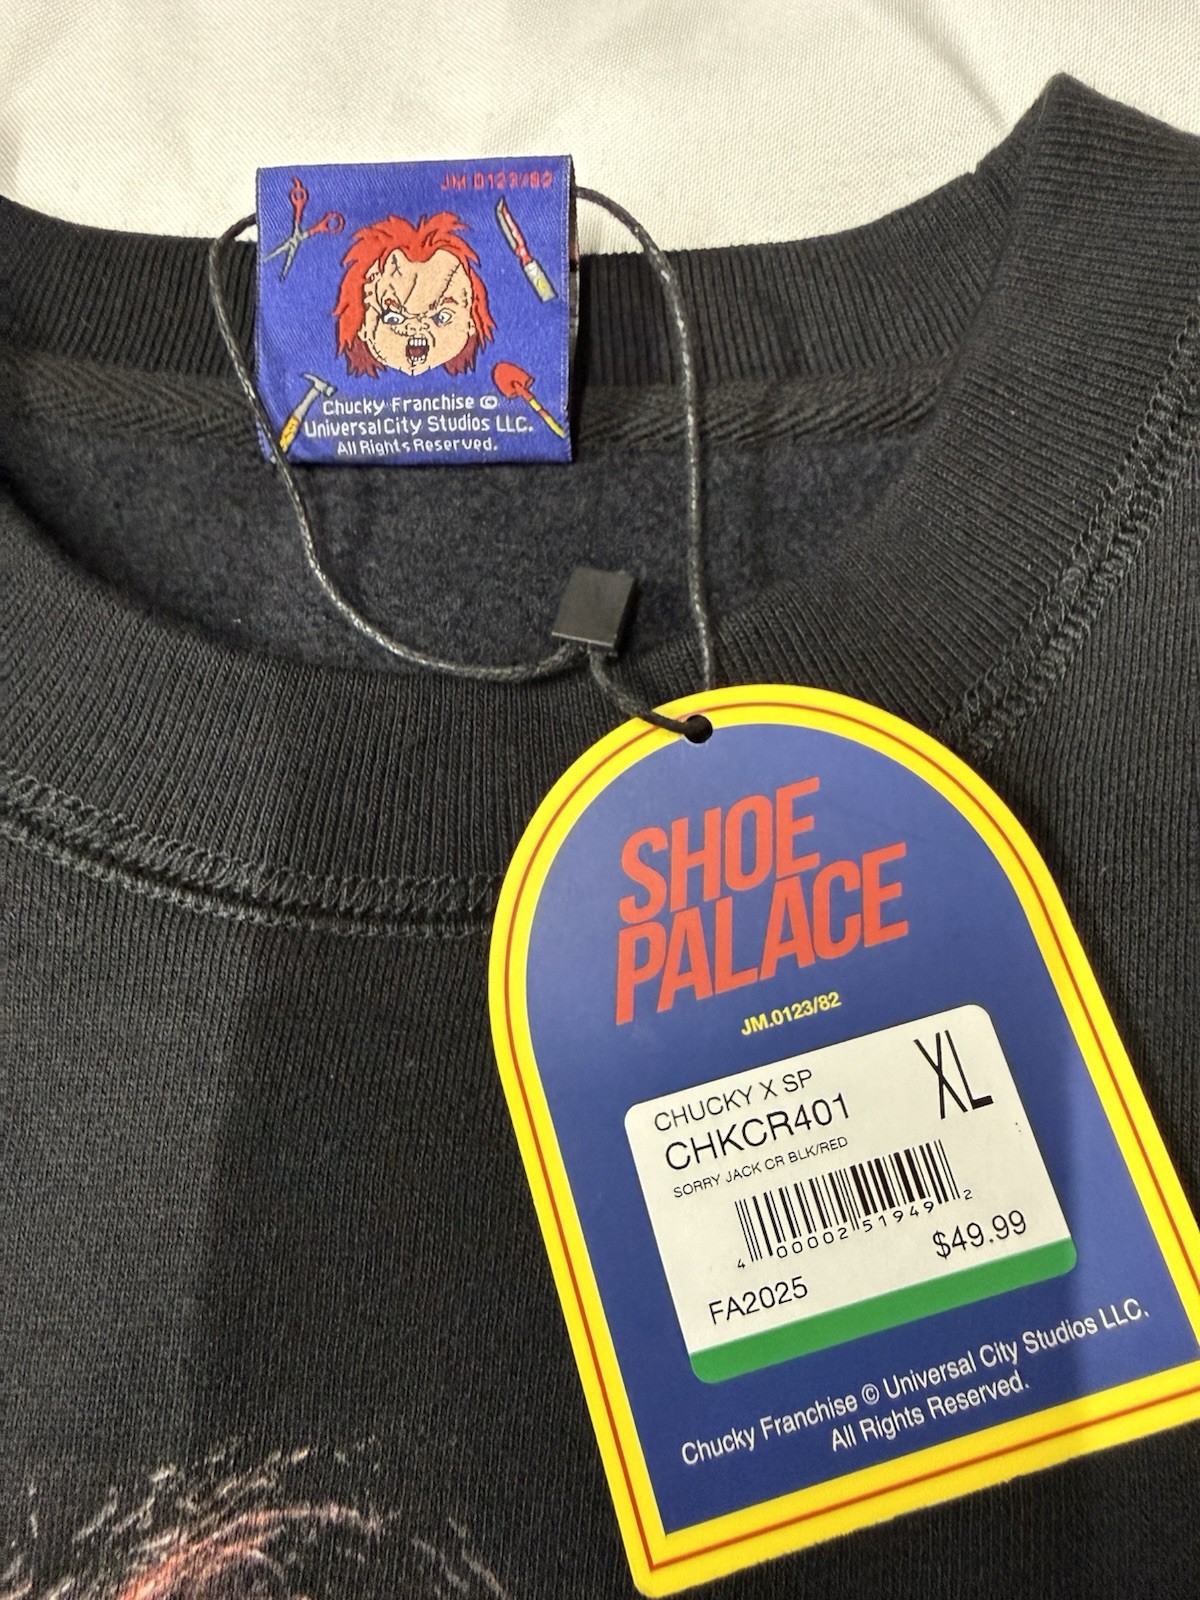 JM 0123/82
Chucky Franchise ©
Universal City Studios LLC.
All Rights Reserved.
SHOE
PALACE
JM.0123/82
XL
CHUCKY X SP
CHKCR401
SORRY JACK CR BLK/RED
4 00002 51949 2
$49.99
FA2025
Chucky Franchise © Universal City Studios LLC.
All Rights Reserved.